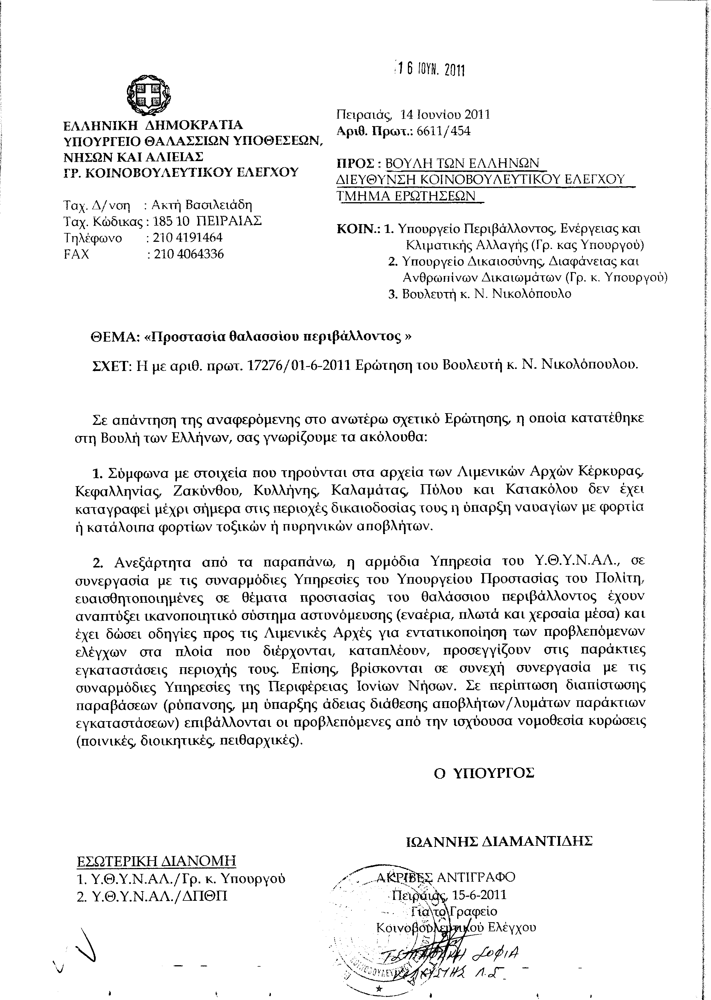 16 ΙΟΥΝ. 2011
ΕΛΛΗΝΙΚΗ ΔΗΜΟΚΡΑΤΙΑ
ΥΠΟΥΡΓΕΙΟ ΘΑΛΑΣΣΙΩΝ ΥΠΟΘΕΣΕΩΝ,
ΝΗΣΩΝ ΚΑΙ ΑΛΙΕΙΑΣ
ΓΡ. ΚΟΙΝΟΒΟΥΛΕΥΤΙΚΟΥ ΕΛΕΓΧΟΥ
Ταχ. Δ/νση : Ακτή Βασιλειάδη
Ταχ. Κώδικας : 185 10 ΠΕΙΡΑΙΑΣ
Τηλέφωνο : 210 4191464
FAX : 210 4064336
Πειραιάς, 14 Ιουνίου 2011
Αριθ. Πρωτ.: 6611/454
ΠΡΟΣ : ΒΟΥΛΗ ΤΩΝ ΕΛΛΗΝΩΝ
ΔΙΕΥΘΥΝΣΗ ΚΟΙΝΟΒΟΥΛΕΥΤΙΚΟΥ ΕΛΕΓΧΟΥ
ΤΜΗΜΑ ΕΡΩΤΗΣΕΩΝ
ΚΟΙΝ.: 1. Υπουργείο Περιβάλλοντος, Ενέργειας και
Κλιματικής Αλλαγής (Γρ. κας Υπουργού)
2. Υπουργείο Δικαιοσύνης, Διαφάνειας και
Ανθρωπίνων Δικαιωμάτων (Γρ. κ. Υπουργού)
3. Βουλευτή κ. Ν. Νικολόπουλο
ΘΕΜΑ: «Προστασία θαλασσίου περιβάλλοντος »
ΣΧΕΤ: Η με αριθ. πρωτ. 17276/01-6-2011 Ερώτηση του Βουλευτή κ. Ν. Νικολόπουλου.
Σε απάντηση της αναφερόμενης στο ανωτέρω σχετικό Ερώτησης, η οποία κατατέθηκε
στη Βουλή των Ελλήνων, σας γνωρίζουμε τα ακόλουθα:
1. Σύμφωνα με στοιχεία που τηρούνται στα αρχεία των Λιμενικών Αρχών Κέρκυρας,
Κεφαλληνίας, Ζακύνθου, Κυλλήνης, Καλαμάτας, Πύλου και Κατακόλου δεν έχει
καταγραφεί μέχρι σήμερα στις περιοχές δικαιοδοσίας τους η ύπαρξη ναυαγίων με φορτία
ή κατάλοιπα φορτίων τοξικών ή πυρηνικών αποβλήτων.
2. Ανεξάρτητα από τα παραπάνω, η αρμόδια Υπηρεσία του Υ.Θ.Υ.Ν.ΑΛ., σε
συνεργασία με τις συναρμόδιες Υπηρεσίες του Υπουργείου Προστασίας του Πολίτη,
ευαισθητοποιημένες σε θέματα προστασίας του θαλάσσιου περιβάλλοντος έχουν
αναπτύξει ικανοποιητικό σύστημα αστυνόμευσης (εναέρια, πλωτά και χερσαία μέσα) και
έχει δώσει οδηγίες προς τις Λιμενικές Αρχές για εντατικοποίηση των προβλεπόμενων
ελέγχων στα πλοία που διέρχονται, καταπλέουν, προσεγγίζουν στις παράκτιες
εγκαταστάσεις περιοχής τους. Επίσης, βρίσκονται σε συνεχή συνεργασία με τις
συναρμόδιες Υπηρεσίες της Περιφέρειας Ιονίων Νήσων. Σε περίπτωση διαπίστωσης
παραβάσεων (ρύπανσης, μη ύπαρξης άδειας διάθεσης αποβλήτων/λυμάτων παράκτιων
εγκαταστάσεων) επιβάλλονται οι προβλεπόμενες από την ισχύουσα νομοθεσία κυρώσεις
(ποινικές, διοικητικές, πειθαρχικές).
Ο ΥΠΟΥΡΓΟΣ
ΙΩΑΝΝΗΣ ΔΙΑΜΑΝΤΙΔΗΣ
ΕΣΩΤΕΡΙΚΗ ΔΙΑΝΟΜΗ
1. Υ.Θ.Υ.Ν.ΑΛ./Γρ. κ. Υπουργού
2. Υ.Θ.Υ.Ν.ΑΛ./ΔΠΘΠ
ΑΚΡΙΒΕΣ ΑΝΤΙΓΡΑΦΟ
Πειραιάς, 15-6-2011
Για το Γραφείο
Κοινοβουλευτικού Ελέγχου
ΣΟΦΙΑ
Λ.Σ.